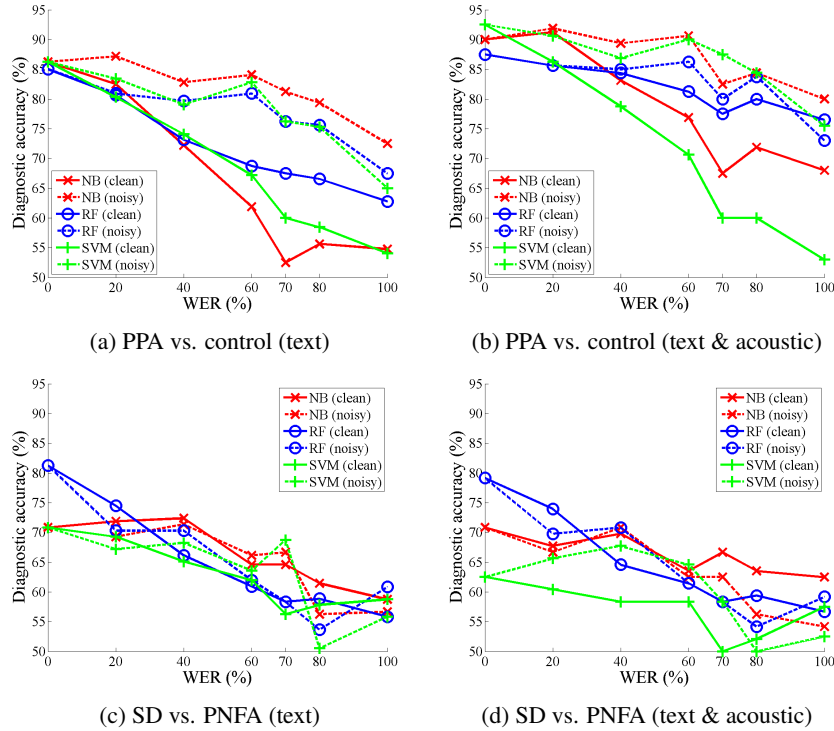 95
90
85
80
75
70
65
60
55
50
Diagnostic accuracy (%)
NB (clean)
NB (noisy)
RF (clean)
RF (noisy)
SVM (clean)
SVM (noisy)
0 20 40 60 70 80 100
WER (%)
(a) PPA vs. control (text)
95
90
85
80
75
70
65
60
55
50
Diagnostic accuracy (%)
NB (clean)
NB (noisy)
RF (clean)
RF (noisy)
SVM (clean)
SVM (noisy)
0 20 40 60 70 80 100
WER (%)
(b) PPA vs. control (text & acoustic)
95
90
85
80
75
70
65
60
55
50
Diagnostic accuracy (%)
NB (clean)
NB (noisy)
RF (clean)
RF (noisy)
SVM (clean)
SVM (noisy)
0 20 40 60 70 80 100
WER (%)
(c) SD vs. PNFA (text)
95
90
85
80
75
70
65
60
55
50
Diagnostic accuracy (%)
NB (clean)
NB (noisy)
RF (clean)
RF (noisy)
SVM (clean)
SVM (noisy)
0 20 40 60 70 80 100
WER (%)
(d) SD vs. PNFA (text & acoustic)